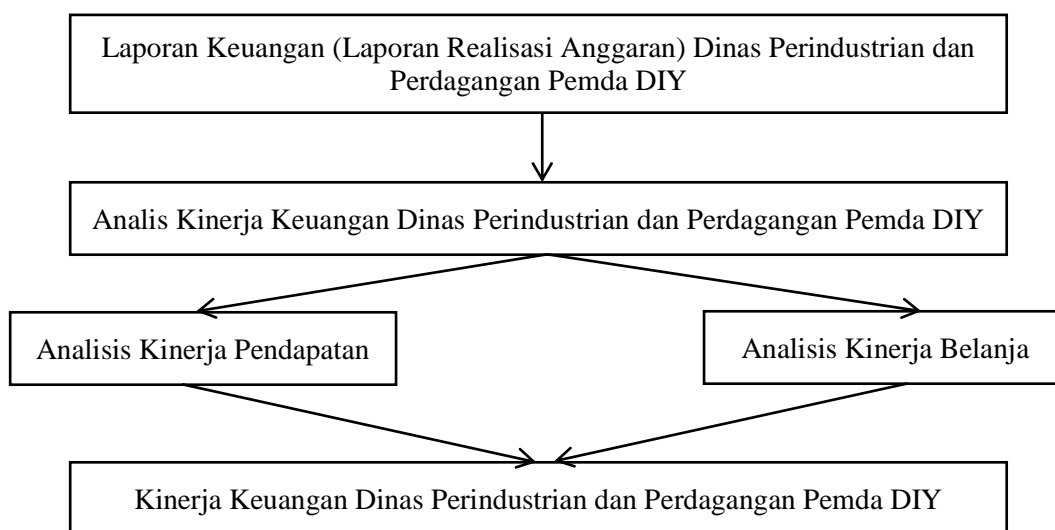 Laporan Keuangan (Laporan Realisasi Anggaran) Dinas Perindustrian dan
Perdagangan Pemda DIY
Analis Kinerja Keuangan Dinas Perindustrian dan Perdagangan Pemda DIY
Analisis Kinerja Pendapatan
Analisis Kinerja Belanja
Kinerja Keuangan Dinas Perindustrian dan Perdagangan Pemda DIY